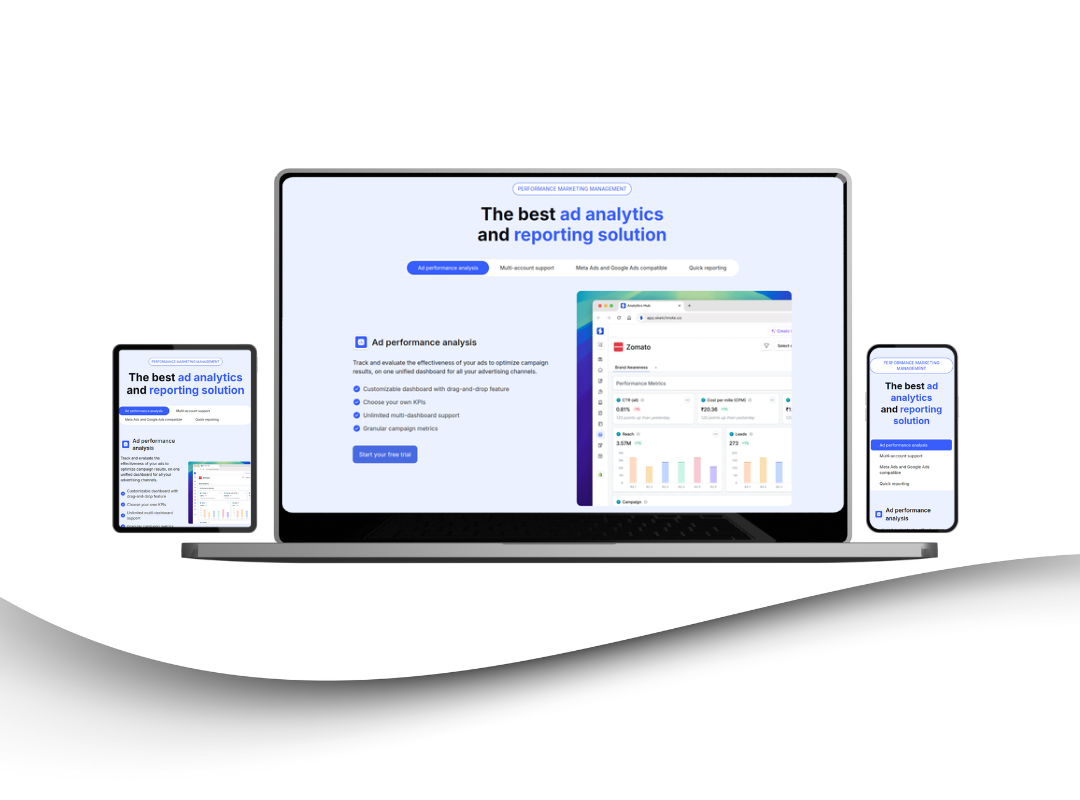 PERFORMANCE MARKETING MANAGEMENT
The best ad analytics
and reporting solution
Ad performance analysis
Multi-account support
Meta Ads and Google Ads compatible
Quick reporting
Ad performance analysis
Track and evaluate the effectiveness of your ads to optimize campaign
results, on one unified dashboard for all your advertising channels.
Customizable dashboard with drag-and-drop feature
Choose your own KPIs
Unlimited multi-dashboard support
Granular campaign metrics
Start your free trial
Analytics Hub
Zomato
Select
Brand Awareness
Performance Metrics
CTR (all)
0.81%
Cost per mile (CPM)
₹20.36
Reach
3.57M
Leads
273
Campaign
PERFORMANCE MARKETING MANAGEMENT
The best ad analytics
and reporting solution
Ad performance analysis
Multi-account support
Meta Ads and Google Ads compatible
Quick reporting
Ad performance
analysis
Track and evaluate the
effectiveness of your ads to
optimize campaign results, on one
unified dashboard for all your
advertising channels.
Customizable dashboard with
drag-and-drop feature
Choose your own KPIs
Unlimited multi-dashboard
support
PERFORMANCE MARKETING
MANAGEMENT
The best ad
analytics
and reporting
solution
Ad performance analysis
Multi-account support
Meta Ads and Google Ads
compatible
Quick reporting
Ad performance
analysis